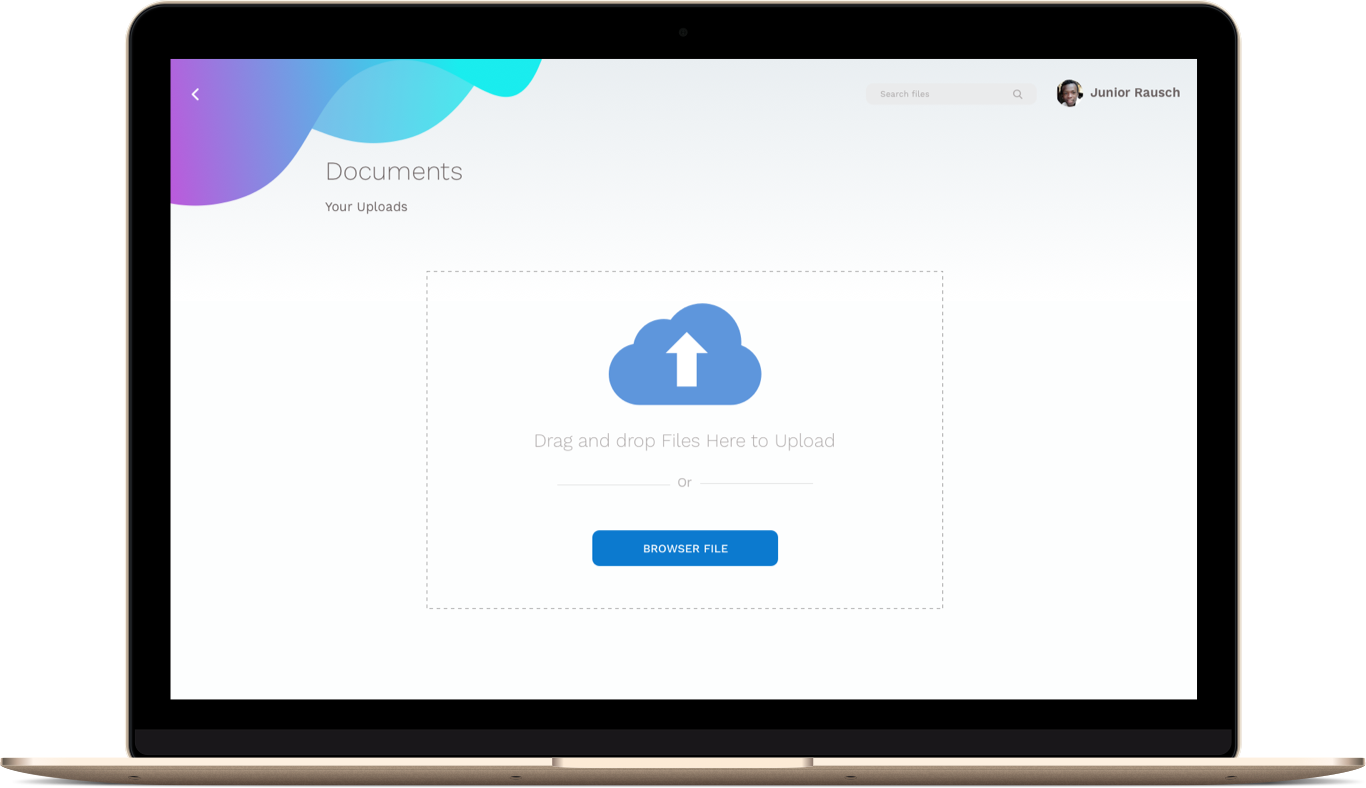 Search files
Junior Rausch
Documents
Your Uploads
Drag and drop Files Here to Upload
Or
BROWSER FILE